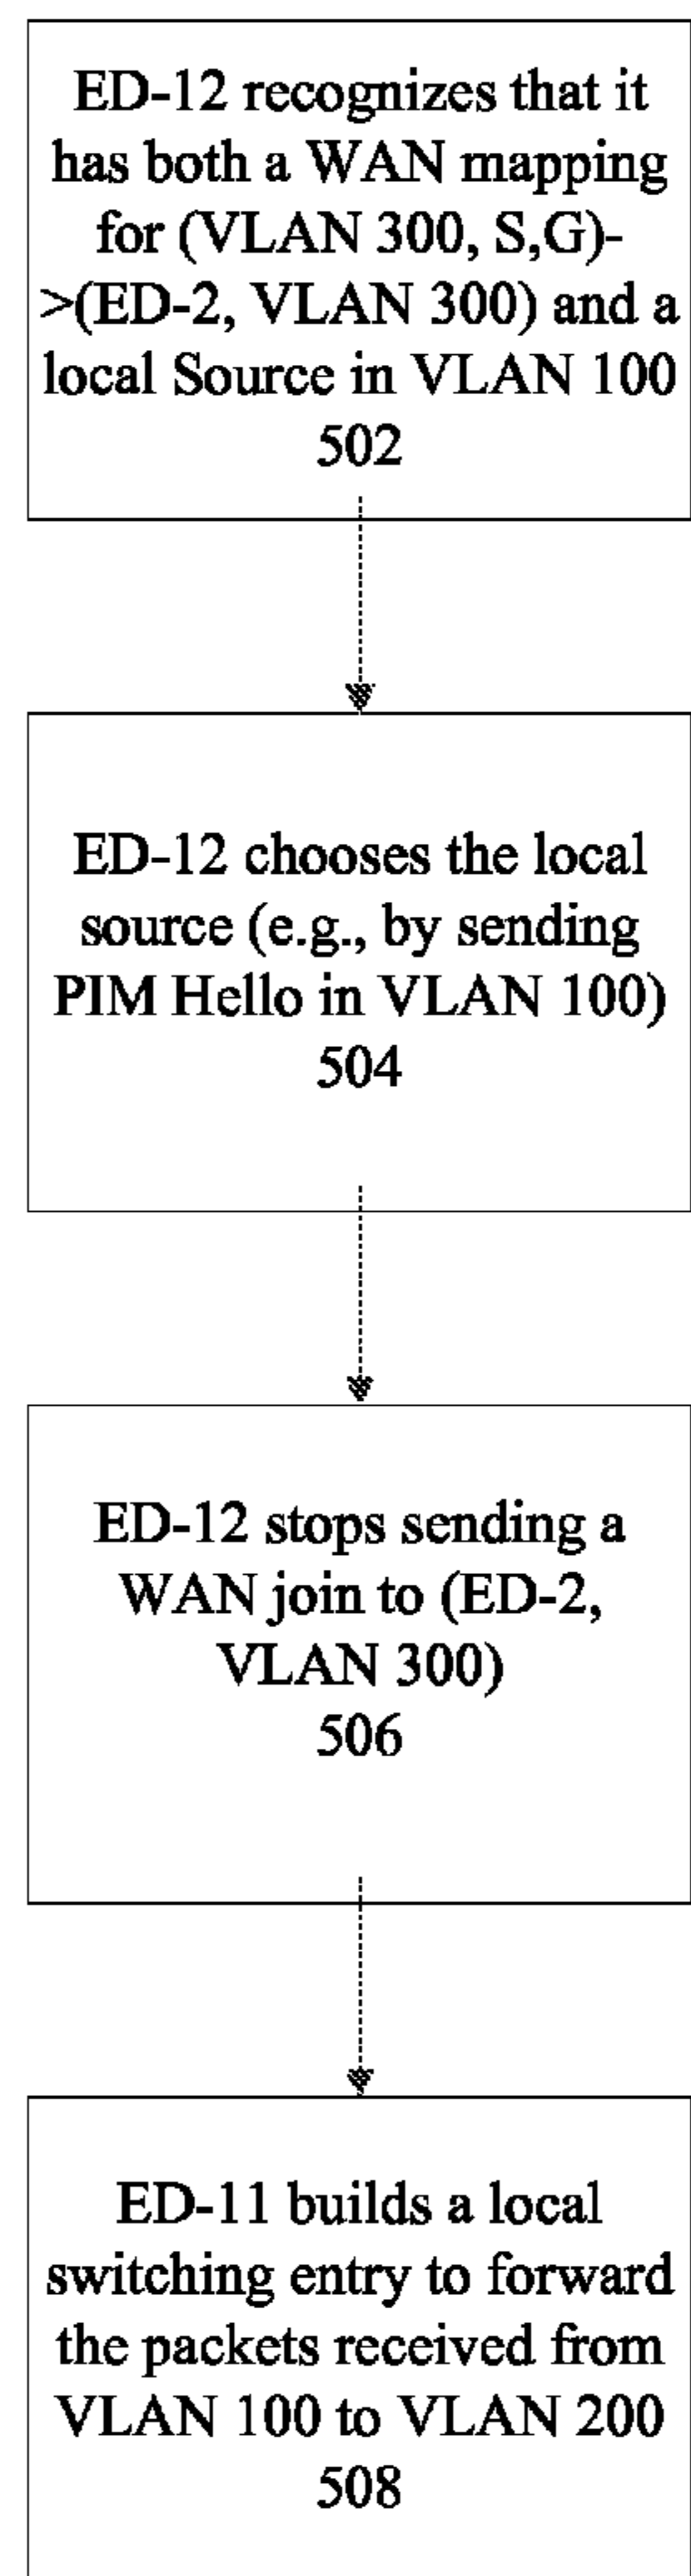 ED-12 recognizes that it
has both a WAN mapping
for (VLAN 300, S,G)-
>(ED-2, VLAN 300) and a
local Source in VLAN 100
502
ED-12 chooses the local
source (e.g., by sending
PIM Hello in VLAN 100)
504
ED-12 stops sending a
WAN join to (ED-2,
VLAN 300)
506
ED-11 builds a local
switching entry to forward
the packets received from
VLAN 100 to VLAN 200
508